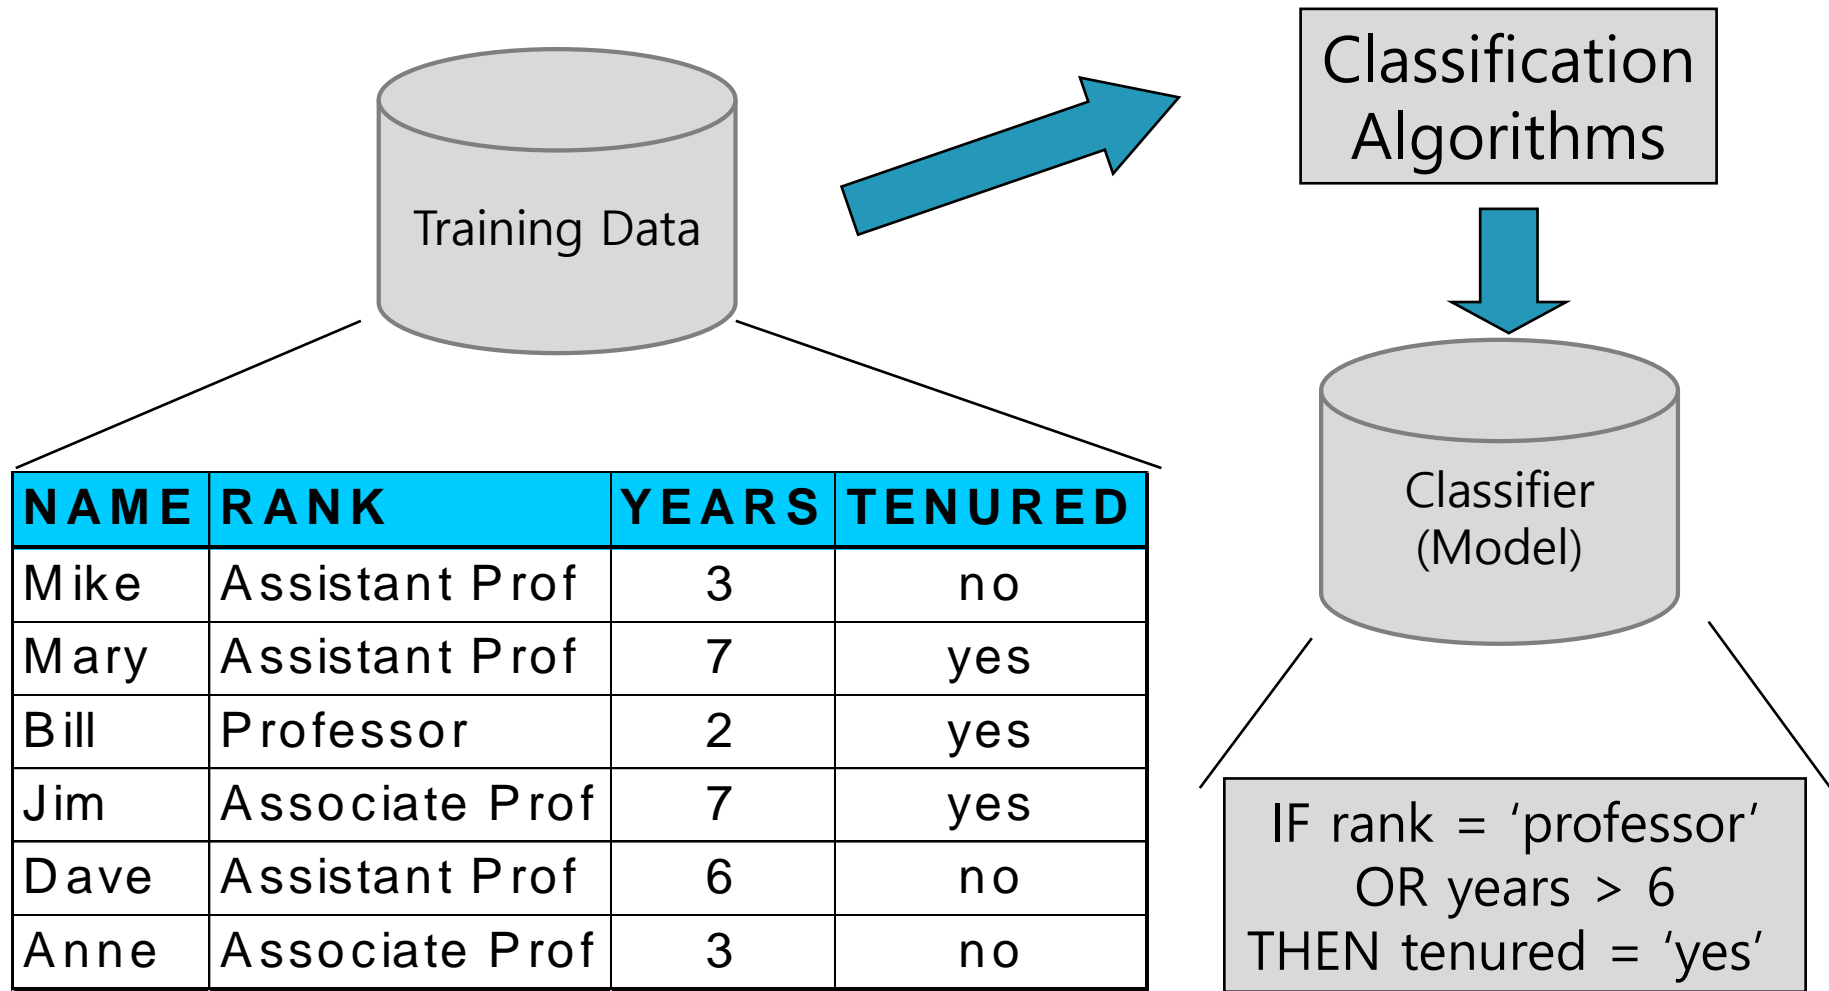 Classification
Algorithms
Training Data
Classifier
(Model)
NAME RANK YEARS TENURED
Mike Assistant Prof 3 no
Mary Assistant Prof 7 yes
Bill Professor 2 yes
Jim Associate Prof 7 yes
Dave Assistant Prof 6 no
Anne Associate Prof 3 no
IF rank = ‘professor’
OR years > 6
THEN tenured = ‘yes’